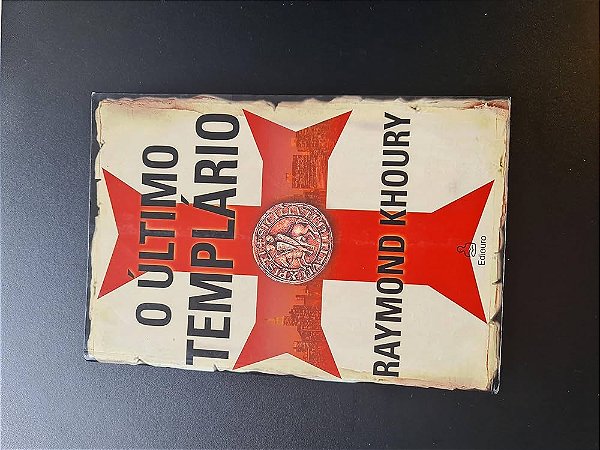 O ÚLTIMO
TEMPLÁRIO
RAYMOND KHOURY
Ediouro